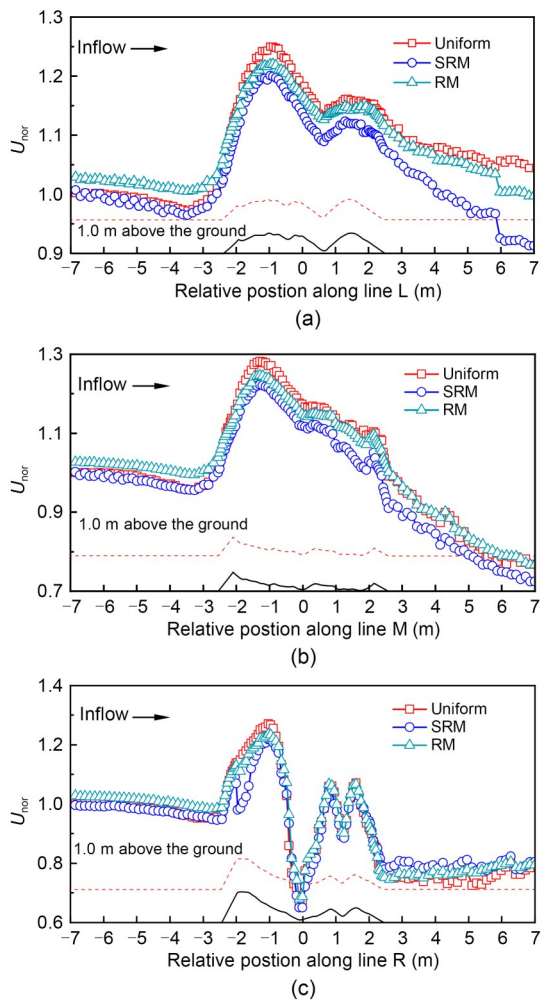 1.3
1.2
1.1
1.0
0.9
U_nor
Inflow
Uniform
SRM
RM
1.0 m above the ground
−7 −6 −5 −4 −3 −2 −1 0 1 2 3 4 5 6 7
Relative postion along line L (m)
(a)
1.3
1.1
0.9
0.7
U_nor
Inflow
Uniform
SRM
RM
1.0 m above the ground
−7 −6 −5 −4 −3 −2 −1 0 1 2 3 4 5 6 7
Relative postion along line M (m)
(b)
1.4
1.2
1.0
0.8
0.6
U_nor
Inflow
Uniform
SRM
RM
1.0 m above the ground
−7 −6 −5 −4 −3 −2 −1 0 1 2 3 4 5 6 7
Relative postion along line R (m)
(c)